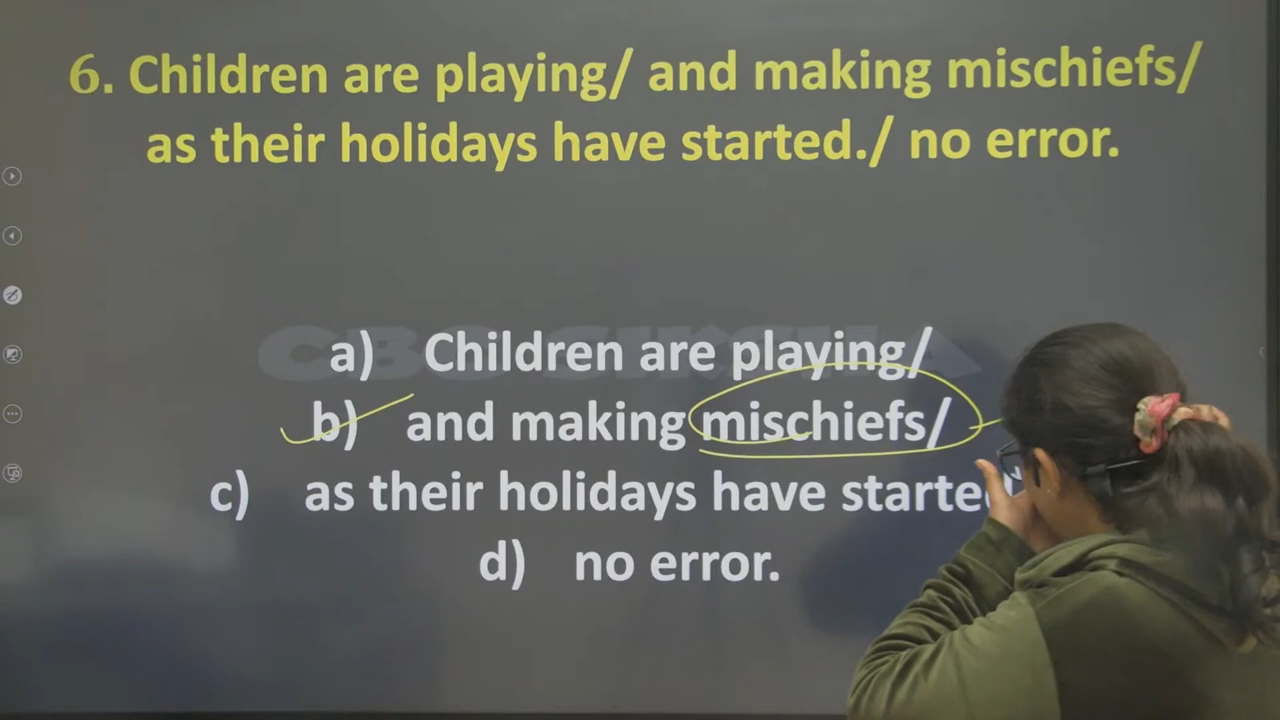 6. Children are playing/ and making mischiefs/
as their holidays have started./ no error.
a) Children are playing/
b) and making mischiefs/
c) as their holidays have started
d) no error.